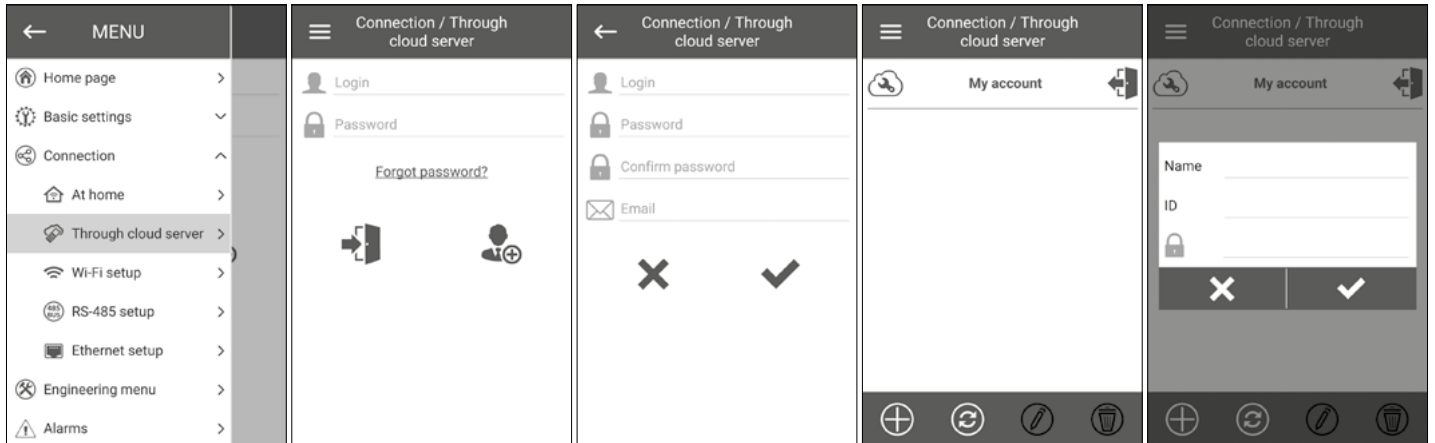 MENU
Home page
Basic settings
Connection
At home
Through cloud server
Wi-Fi setup
485
BUS
RS-485 setup
Ethernet setup
Engineering menu
Alarms
Connection / Through
cloud server
Login
Password
Forgot password?
Connection / Through
cloud server
Login
Password
Confirm password
Email
Connection / Through
cloud server
My account
Connection / Through
cloud server
My account
Name
ID